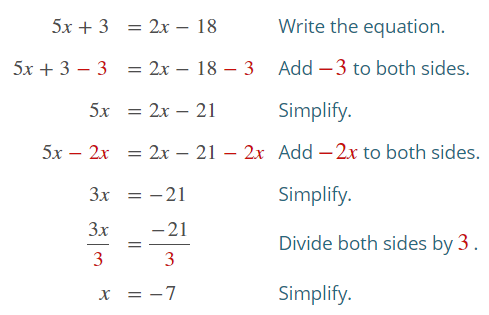 5x + 3 = 2x − 18 Write the equation.
5x + 3 − 3 = 2x − 18 − 3 Add −3 to both sides.
5x = 2x − 21 Simplify.
5x − 2x = 2x − 21 − 2x Add −2x to both sides.
3x = −21 Simplify.
3x/3 = −21/3 Divide both sides by 3.
x = −7 Simplify.